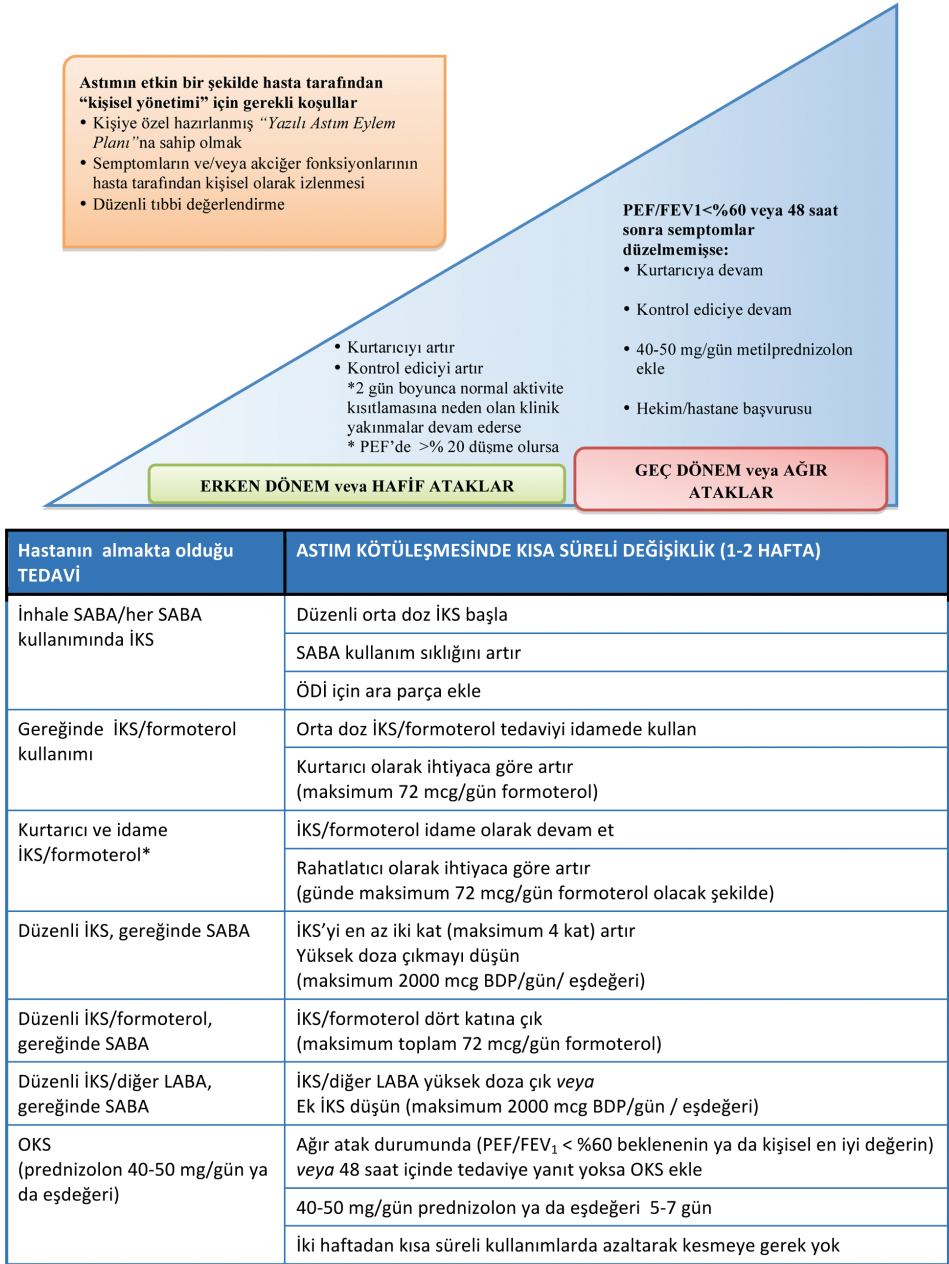 Astımın etkin bir şekilde hasta tarafından
“kişisel yönetimi” için gerekli koşullar
• Kişiye özel hazırlanmış “Yazılı Astım Eylem
Planı”na sahip olmak
• Semptomların ve/veya akciğer fonksiyonlarının
hasta tarafından kişisel olarak izlenmesi
• Düzenli tıbbi değerlendirme
PEF/FEV1<%60 veya 48 saat
sonra semptomlar
düzelmemişse:
• Kurtarıcıya devam
• Kontrol ediciye devam
• 40-50 mg/gün metilprednizolon
ekle
• Hekim/hastane başvurusu
• Kurtarıcıyı artır
• Kontrol ediciyi artır
*2 gün boyunca normal aktivite
kısıtlamasına neden olan klinik
yakınmalar devam ederse
* PEF’de >% 20 düşme olursa
ERKEN DÖNEM veya HAFİF ATAKLAR
GEÇ DÖNEM veya AĞIR
ATAKLAR
Hastanın almakta olduğu
TEDAVİ
ASTIM KÖTÜLEŞMESİNDE KISA SÜRELİ DEĞİŞİKLİK (1-2 HAFTA)
İnhale SABA/her SABA
kullanımında İKS
Düzenli orta doz İKS başla
SABA kullanım sıklığını artır
ÖDİ için ara parça ekle
Gereğinde İKS/formoterol
kullanımı
Orta doz İKS/formoterol tedaviyi idamede kullan
Kurtarıcı olarak ihtiyaca göre artır
(maksimum 72 mcg/gün formoterol)
Kurtarıcı ve idame
İKS/formoterol*
İKS/formoterol idame olarak devam et
Rahatlatıcı olarak ihtiyaca göre artır
(günde maksimum 72 mcg/gün formoterol olacak şekilde)
Düzenli İKS, gereğinde SABA
İKS’yi en az iki kat (maksimum 4 kat) artır
Yüksek doza çıkmayı düşün
(maksimum 2000 mcg BDP/gün/ eşdeğeri)
Düzenli İKS/formoterol,
gereğinde SABA
İKS/formoterol dört katına çık
(maksimum toplam 72 mcg/gün formoterol)
Düzenli İKS/diğer LABA,
gereğinde SABA
İKS/diğer LABA yüksek doza çık veya
Ek İKS düşün (maksimum 2000 mcg BDP/gün / eşdeğeri)
OKS
(prednizolon 40-50 mg/gün ya
da eşdeğeri)
Ağır atak durumunda (PEF/FEV₁ < %60 beklenenin ya da kişisel en iyi değerin)
veya 48 saat içinde tedaviye yanıt yoksa OKS ekle
40-50 mg/gün prednizolon ya da eşdeğeri 5-7 gün
İki haftadan kısa süreli kullanımlarda azaltarak kesmeye gerek yok